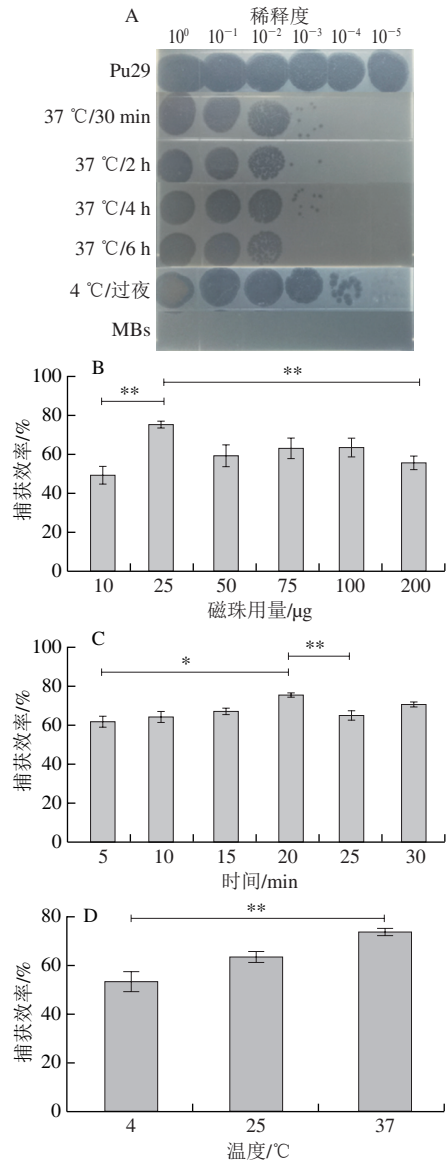 A
稀释度
10⁰ 10⁻¹ 10⁻² 10⁻³ 10⁻⁴ 10⁻⁵
Pu29
37 ℃/30 min
37 ℃/2 h
37 ℃/4 h
37 ℃/6 h
4 ℃/过夜
MBs
B
100
80
60
40
20
0
**
**
捕获效率/%
10 25 50 75 100 200
磁珠用量/μg
C
100
80
60
40
20
0
*
**
捕获效率/%
5 10 15 20 25 30
时间/min
D
80
60
40
20
0
**
捕获效率/%
4 25 37
温度/℃